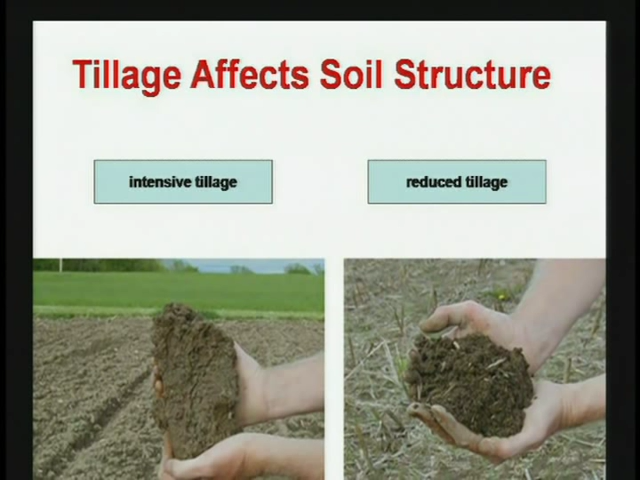 Tillage Affects Soil Structure
intensive tillage
reduced tillage